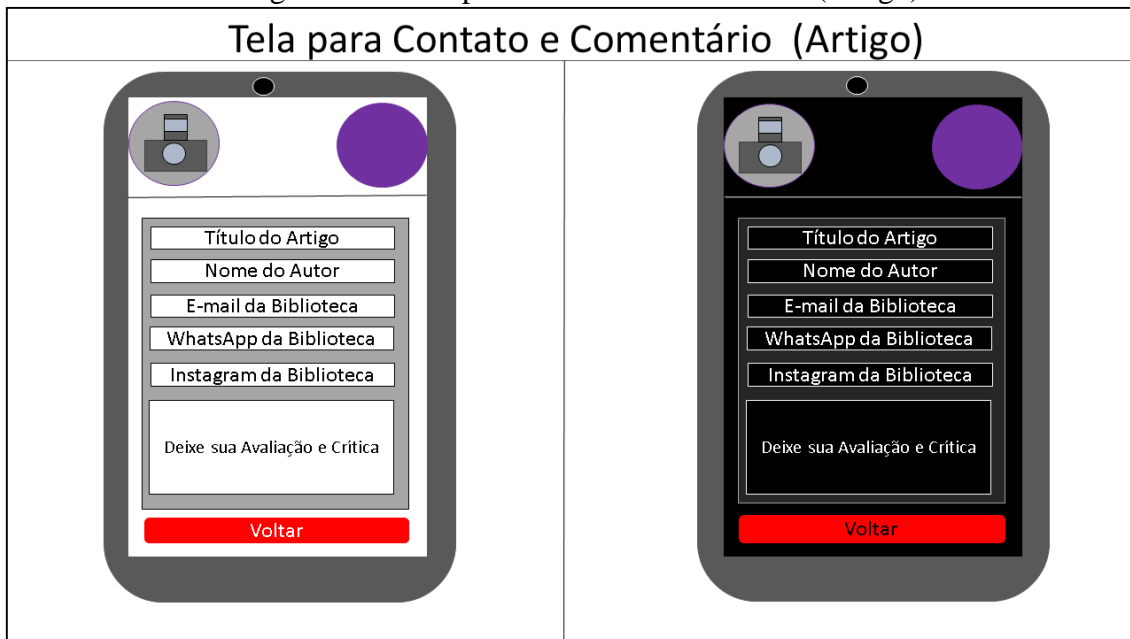 Tela para Contato e Comentário (Artigo)
Título do Artigo
Nome do Autor
E-mail da Biblioteca
WhatsApp da Biblioteca
Instagram da Biblioteca
Deixe sua Avaliação e Crítica
Voltar
Título do Artigo
Nome do Autor
E-mail da Biblioteca
WhatsApp da Biblioteca
Instagram da Biblioteca
Deixe sua Avaliação e Crítica
Voltar